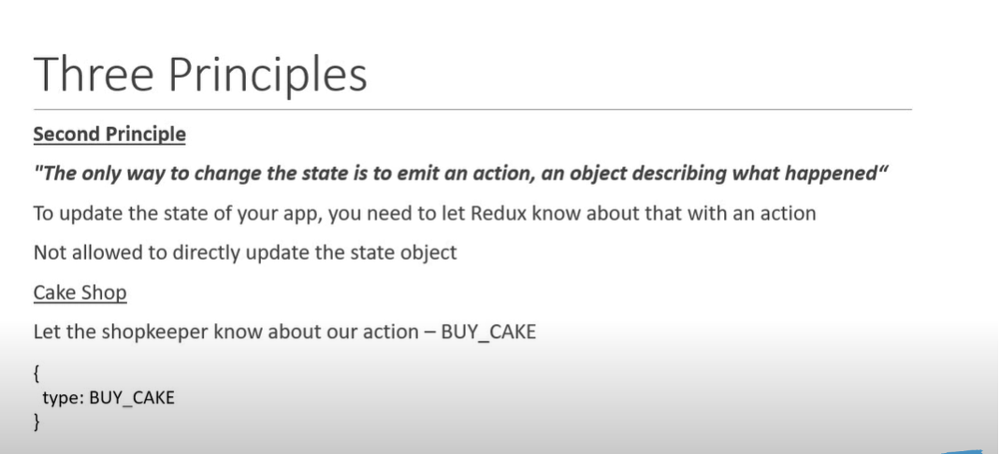 Three Principles
Second Principle
"The only way to change the state is to emit an action, an object describing what happened“
To update the state of your app, you need to let Redux know about that with an action
Not allowed to directly update the state object
Cake Shop
Let the shopkeeper know about our action – BUY_CAKE
{
type: BUY_CAKE
}